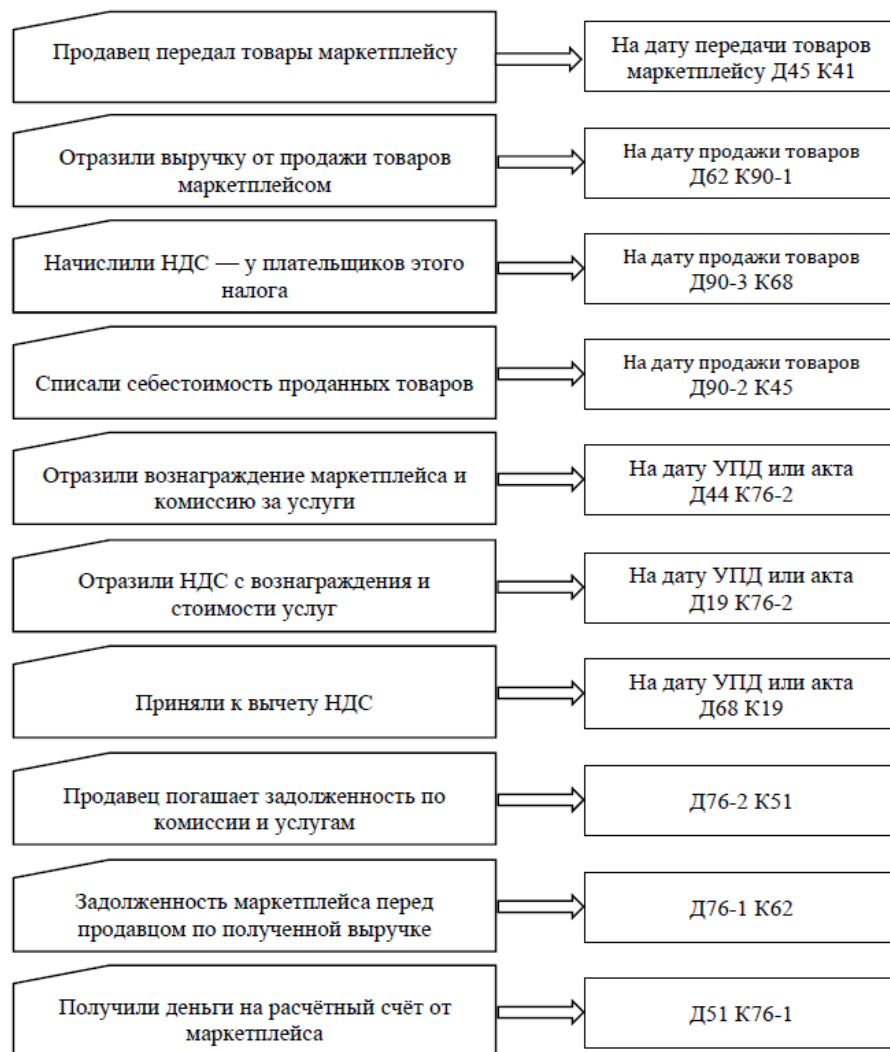 Продавец передал товары маркетплейсу
На дату передачи товаров
маркетплейсу Д45 К41
Отразили выручку от продажи товаров
маркетплейсом
На дату продажи товаров
Д62 К90-1
Начислили НДС — у плательщиков этого
налога
На дату продажи товаров
Д90-3 К68
Списали себестоимость проданных товаров
На дату продажи товаров
Д90-2 К45
Отразили вознаграждение маркетплейса и
комиссию за услуги
На дату УПД или акта
Д44 К76-2
Отразили НДС с вознаграждения и
стоимости услуг
На дату УПД или акта
Д19 К76-2
Приняли к вычету НДС
На дату УПД или акта
Д68 К19
Продавец погашает задолженность по
комиссии и услугам
Д76-2 К51
Задолженность маркетплейса перед
продавцом по полученной выручке
Д76-1 К62
Получили деньги на расчётный счёт от
маркетплейса
Д51 К76-1